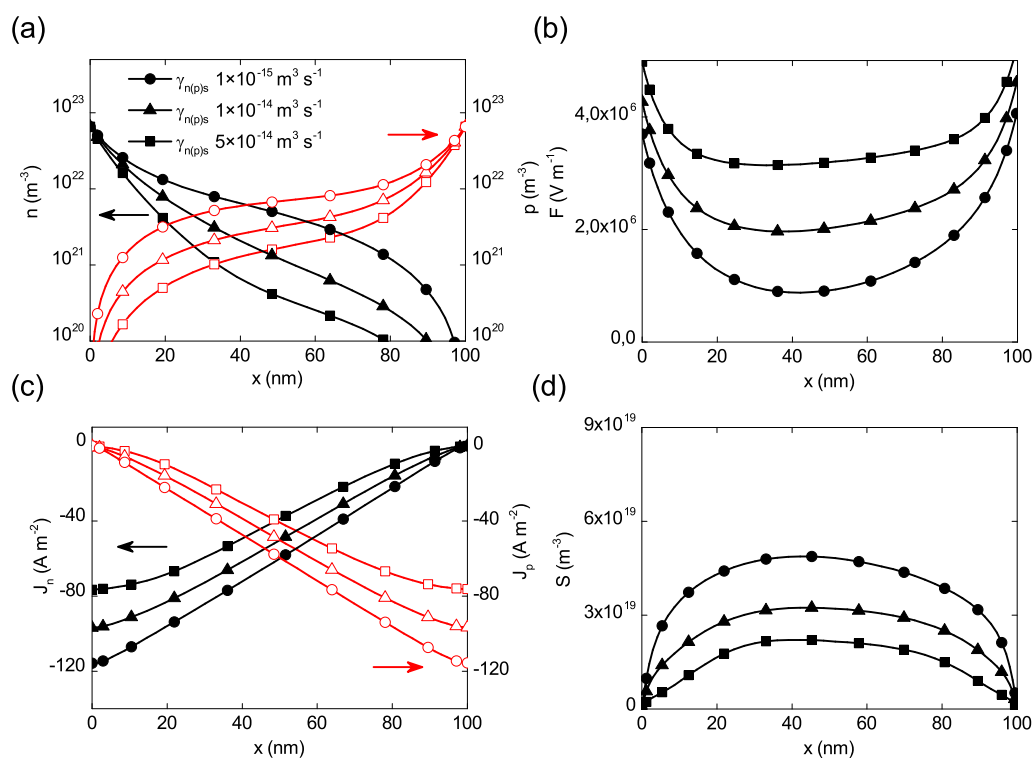 (a)
γn(p)s 1×10⁻¹⁵ m³ s⁻¹
γn(p)s 1×10⁻¹⁴ m³ s⁻¹
γn(p)s 5×10⁻¹⁴ m³ s⁻¹
10²³
10²²
10²¹
10²⁰
n (m⁻³)
10²³
10²²
10²¹
10²⁰
p (m⁻³)
0 20 40 60 80 100
x (nm)
(b)
F (V m⁻¹)
4,0x10⁶
2,0x10⁶
0,0
0 20 40 60 80 100
x (nm)
(c)
0
-40
-80
-120
Jn (A m⁻²)
0
-40
-80
-120
Jp (A m⁻²)
0 20 40 60 80 100
x (nm)
(d)
9x10¹⁹
6x10¹⁹
3x10¹⁹
0
S (m⁻³)
0 20 40 60 80 100
x (nm)